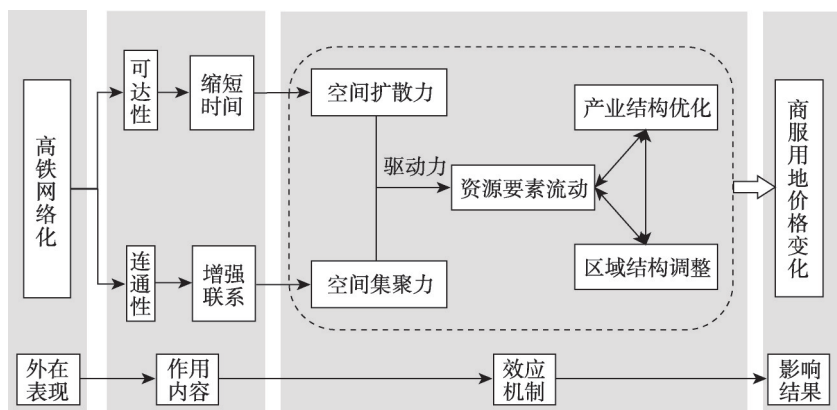 高铁网络化
可达性
缩短
时间
连通性
增强
联系
空间扩散力
驱动力
空间集聚力
资源要素流动
产业结构优化
区域结构调整
商服用地价格变化
外在
表现
作用
内容
效应
机制
影响
结果